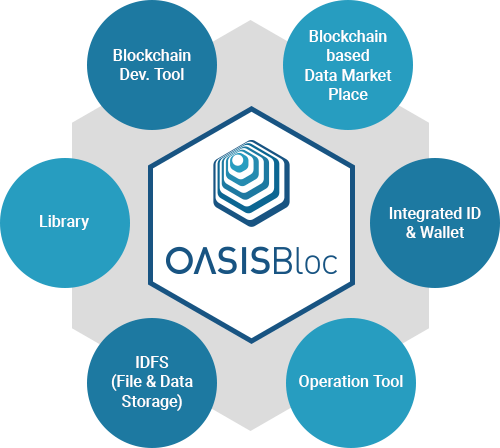 Blockchain
Dev. Tool
Blockchain
based
Data Market
Place
Library
OASISBloc
Integrated ID
& Wallet
IDFS
(File & Data
Storage)
Operation Tool